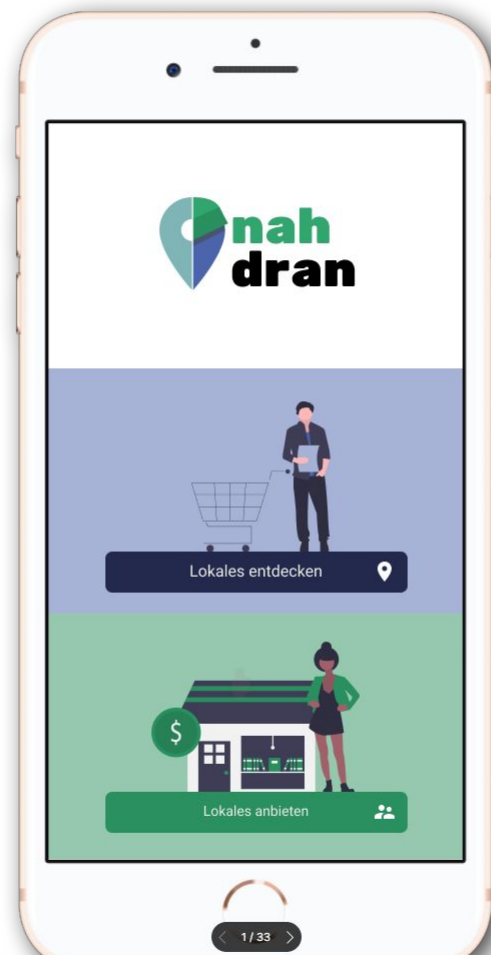 nah
dran
Lokales entdecken
$
Lokales anbieten
1 / 33